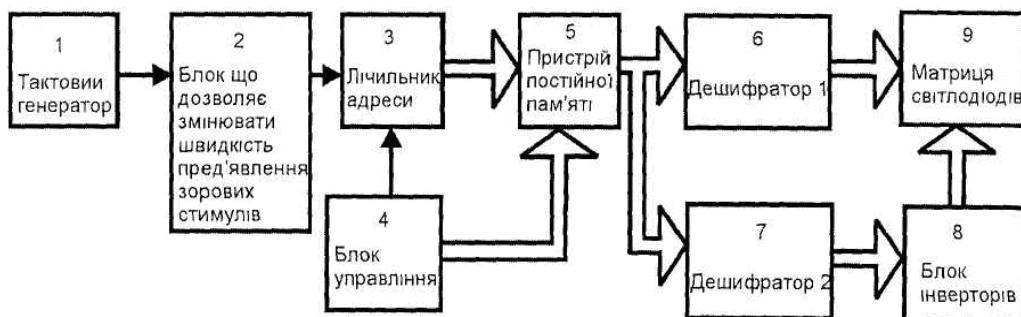 1
Тактовии
генератор
2
Блок що
дозволяє
змінювати
швидкість
пред'явлення
зорових
стимулів
3
Лічильник
адреси
4
Блок
управління
5
Пристрій
постійної
пам'яті
6
Дешифратор 1
7
Дешифратор 2
8
Блок
інверторів
9
Матриця
світлодіодів